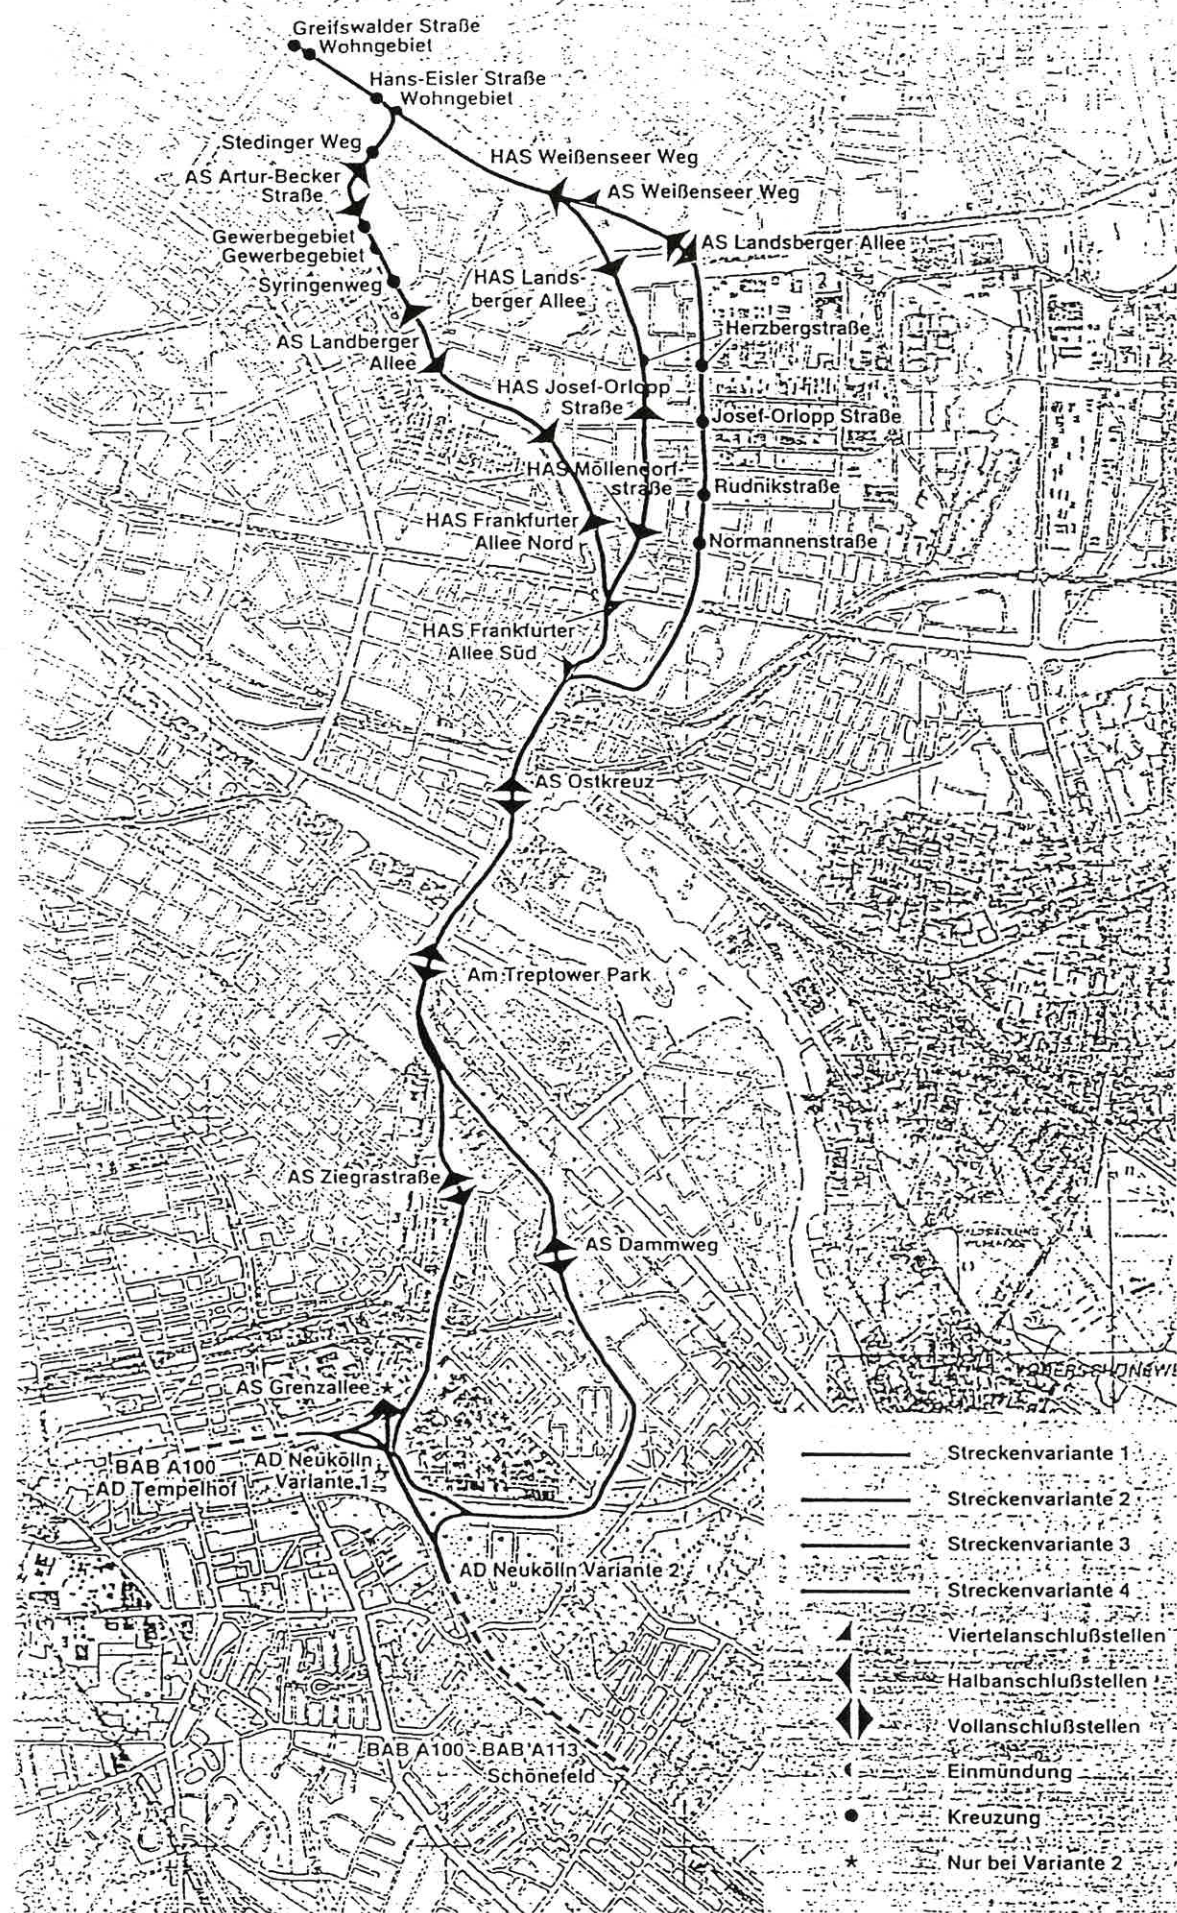 Greifswalder Straße
Wohngebiet
Hans-Eisler Straße
Wohngebiet
Stedinger Weg
HAS Weißenseer Weg
AS Artur-Becker
Straße
AS Weißenseer Weg
Gewerbegebiet
Gewerbegebiet
AS Landsberger Allee
Syringenweg
HAS Lands-
berger Allee
AS Landberger
Allee
Herzbergstraße
HAS Josef-Orlopp
Straße
Josef-Orlopp Straße
HAS Möllendorf-
straße
Rudnikstraße
HAS Frankfurter
Allee Nord
Normannenstraße
HAS Frankfurter
Allee Süd
AS Ostkreuz
Am Treptower Park
AS Ziegrastraße
AS Dammweg
AS Grenzallee *
BAB A100
AD Tempelhof
AD Neukölln
Variante 1
AD Neukölln Variante 2
BAB A100 - BAB A113
Schönefeld
Streckenvariante 1
Streckenvariante 2
Streckenvariante 3
Streckenvariante 4
Viertelanschlußstellen
Halbanschlußstellen
Vollanschlußstellen
Einmündung
Kreuzung
* Nur bei Variante 2